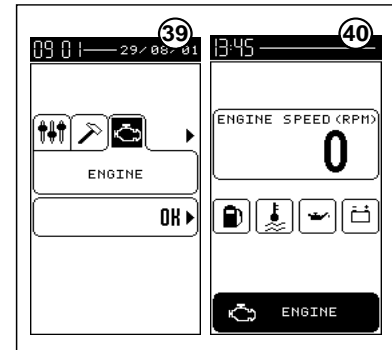 39
09 01 29/08/01
ENGINE
OK
40
13:45
ENGINE SPEED (RPM)
0
ENGINE